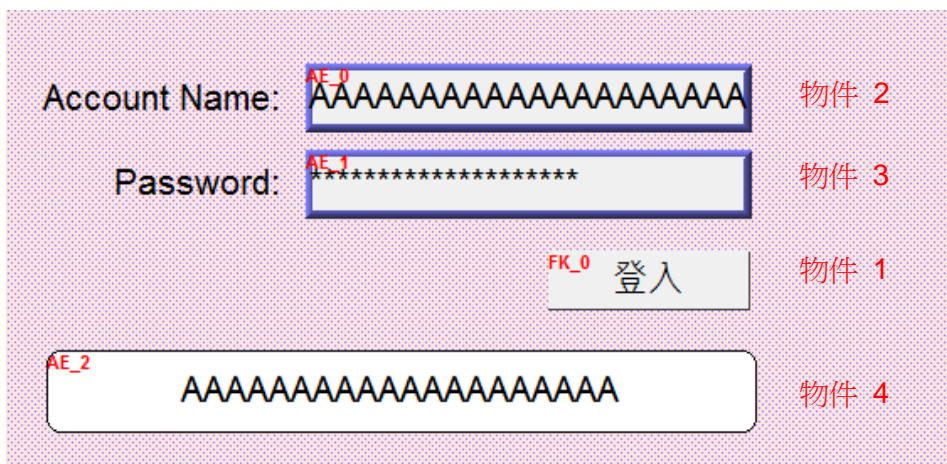 AE_0
Account Name: AAAAAAAAAAAAAAAAAAAA 物件 2
AE_1
Password: ******************** 物件 3
FK_0 登入 物件 1
AE_2
AAAAAAAAAAAAAAAAAAAA 物件 4